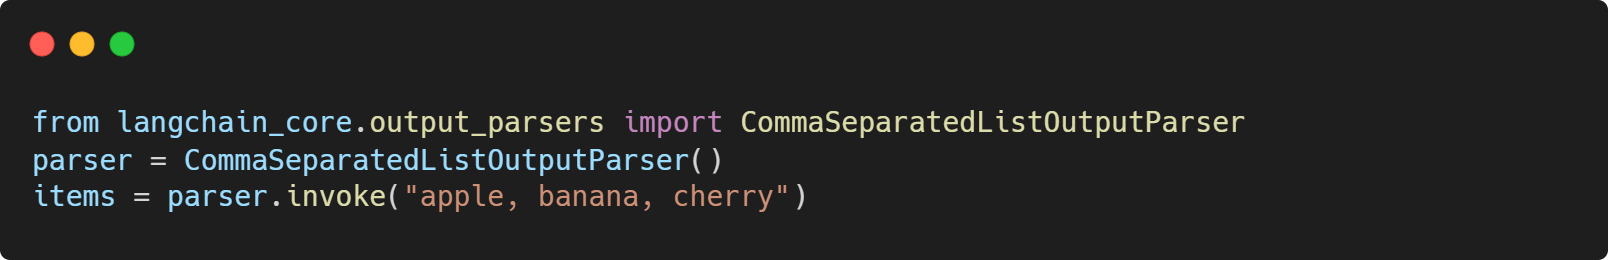 from langchain_core.output_parsers import CommaSeparatedListOutputParser
parser = CommaSeparatedListOutputParser()
items = parser.invoke("apple, banana, cherry")